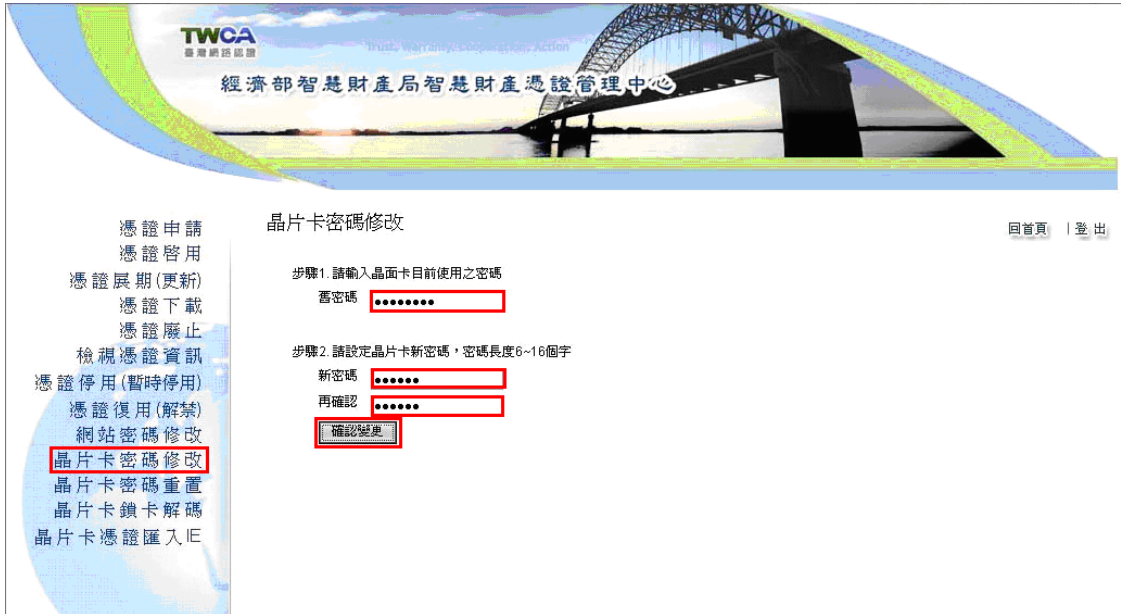 TWCA
臺灣網路認證
Trust, Warranty, Cooperation, Action
經濟部智慧財產局智慧財產憑證管理中心
晶片卡密碼修改
回首頁 | 登出
憑證申請
憑證啓用
憑證展期(更新)
憑證下載
憑證廢止
檢視憑證資訊
憑證停用(暫時停用)
憑證復用(解禁)
網站密碼修改
晶片卡密碼修改
晶片卡密碼重置
晶片卡鎖卡解碼
晶片卡憑證匯入IE
步驟1.請輸入晶面卡目前使用之密碼
舊密碼 ●●●●●●●●
步驟2.請設定晶片卡新密碼，密碼長度6~16個字
新密碼 ●●●●●●
再確認 ●●●●●●
確認變更